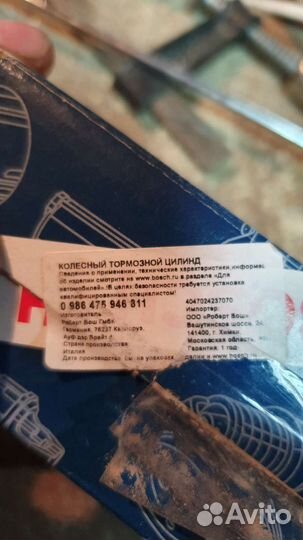 КОЛЕСНЫЙ ТОРМОЗНОЙ ЦИЛИНД
Сведения о применении, технические характеристики, информац
об изделии смотрите на www.bosch.ru в разделе «Для
автомобилей». В целях безопасности требуется установка
квалифицированным специалистом!
0 986 475 946 811
4047024237070
Изготовитель
Импортер:
Роберт Бош Гмбх
ООО «Роберт Бош»
Германия, 76227 Карлсруэ,
Вашутинское шоссе, 24
141400, г. Химки,
Страна производства
Московская область,
Италия
Гарантия: 1 год
Дата производства см. на упаковке
Avito